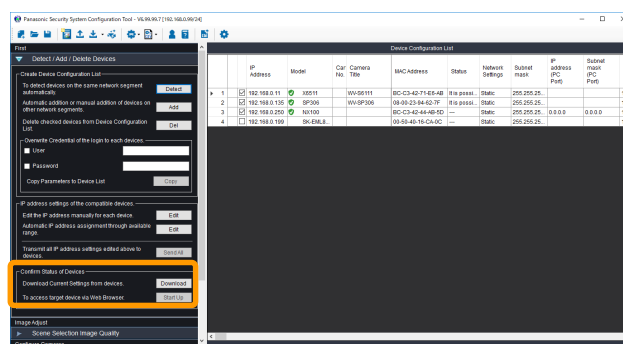 Panasonic Security System Configuration Tool - V6.99.99.7 [192.168.0.99/24]
First
Detect / Add / Delete Devices
Create Device Configuration List
To detect devices on the same network segment automatically.
Detect
Automatic addition or manual addition of devices on other network segments.
Add
Delete checked devices from Device Configuration List.
Del
Overwrite Credential of the login to each devices.
User
Password
Copy Parameters to Device List
Copy
IP address settings of the compatible devices.
Edit the IP address manually for each device.
Edit
Automatic IP address assignment through available range.
Edit
Transmit all IP address settings edited above to devices.
Send All
Confirm Status of Devices
Download Current Settings from devices.
Download
To access target device via Web Browser.
Start Up
Image Adjust
Scene Selection Image Quality
Configure Cameras
Device Configuration List
IP Address Model Car No. Camera Title MAC Address Status Network Settings Subnet mask IP address (PC Port) Subnet mask (PC Port)
1 192.168.0.11 X6511 WV-S6111 BC-C3-42-71-E6-AB It is possi... Static 255.255.25...
2 192.168.0.135 SP306 WV-SP306 08-00-23-94-62-7F It is possi... Static 255.255.25...
3 192.168.0.250 NX100 BC-C3-42-44-AB-5D --- Static 255.255.25... 0.0.0.0 0.0.0.0
4 192.168.0.199 SK-EML8... 00-50-40-16-CA-0C --- Static 255.255.25...